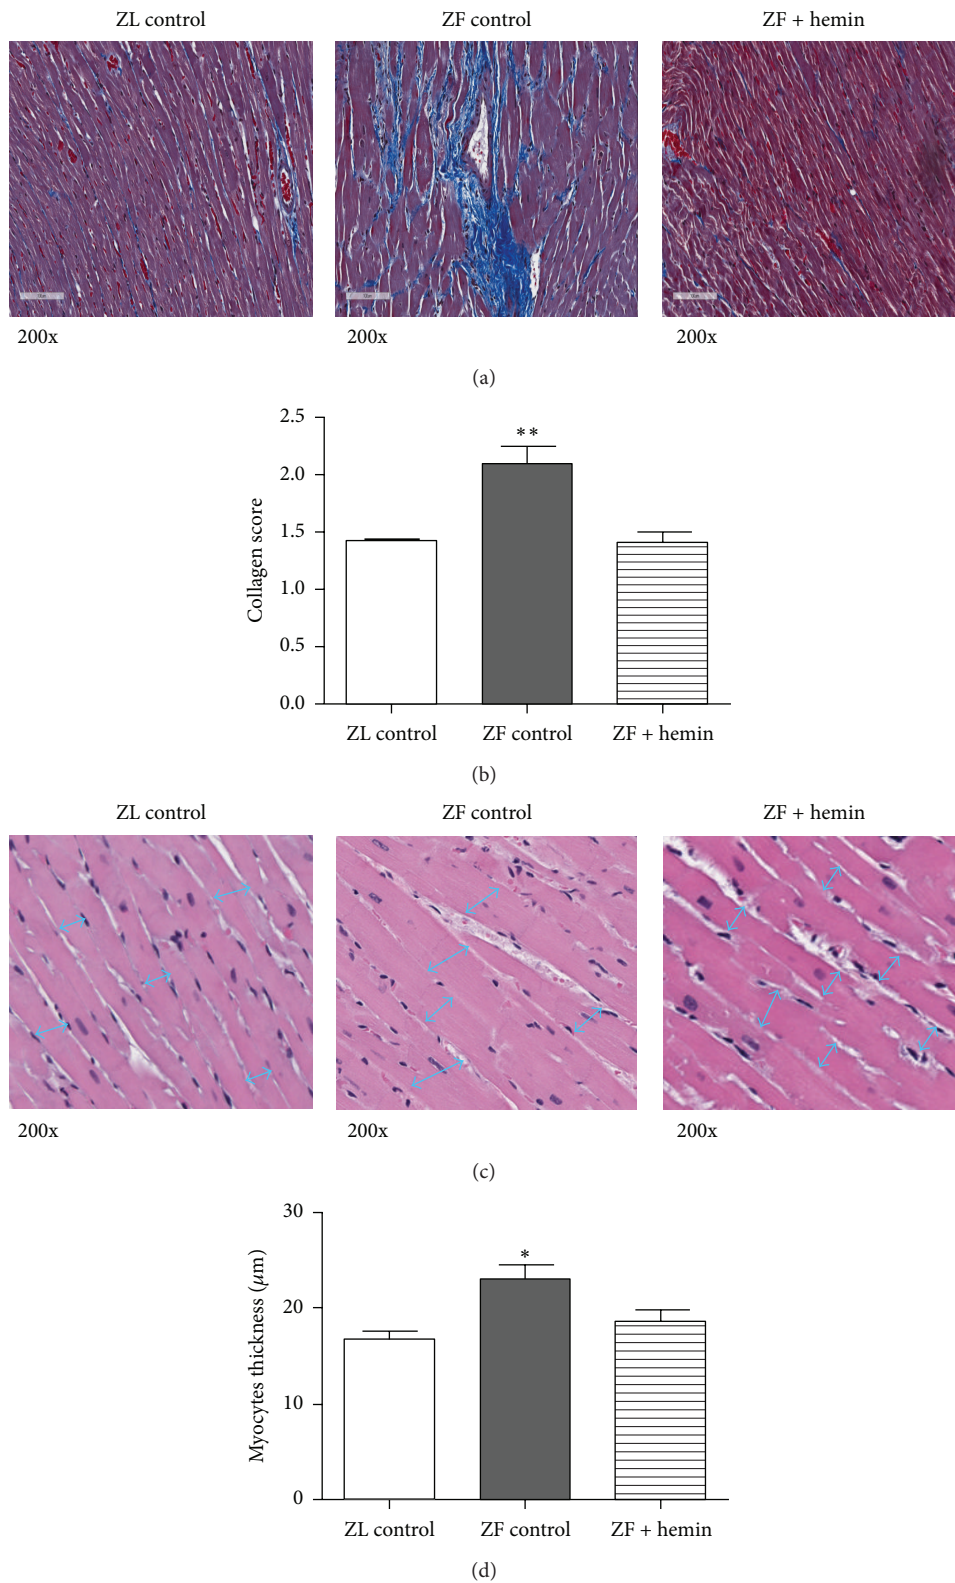 ZL control
ZF control
ZF + hemin
200x
200x
200x
(a)
2.5
2.0
1.5
1.0
0.5
0.0
Collagen score
**
ZL control
ZF control
ZF + hemin
(b)
ZL control
ZF control
ZF + hemin
200x
200x
200x
(c)
30
20
10
0
Myocytes thickness (μm)
*
ZL control
ZF control
ZF + hemin
(d)